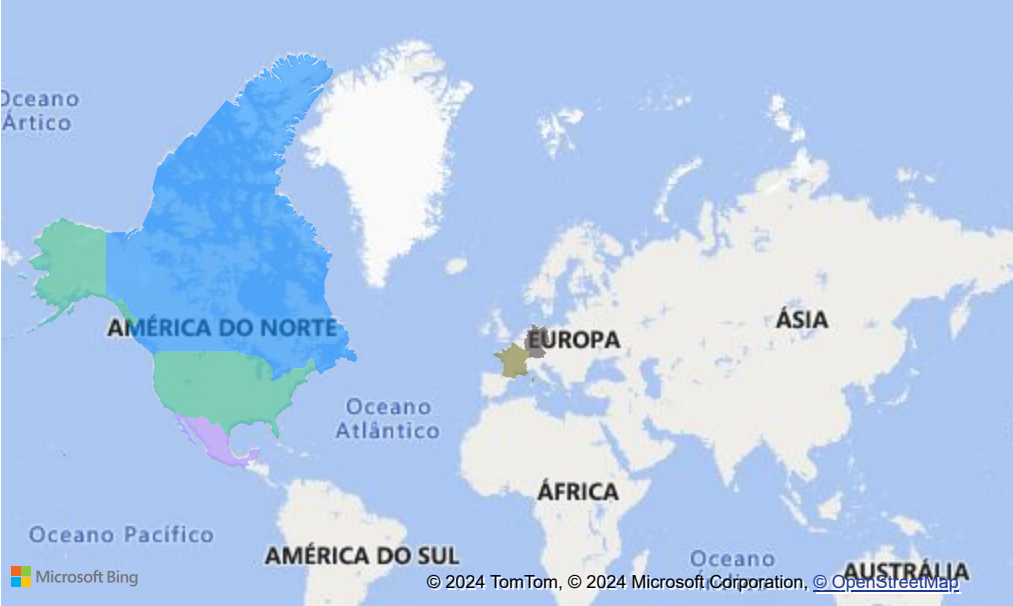 Oceano
Ártico
AMÉRICA DO NORTE
EUROPA
ÁSIA
Oceano
Atlântico
ÁFRICA
Oceano Pacífico
AMÉRICA DO SUL
Oceano
Índico
AUSTRÁLIA
Microsoft Bing
© 2024 TomTom, © 2024 Microsoft Corporation, © OpenStreetMap